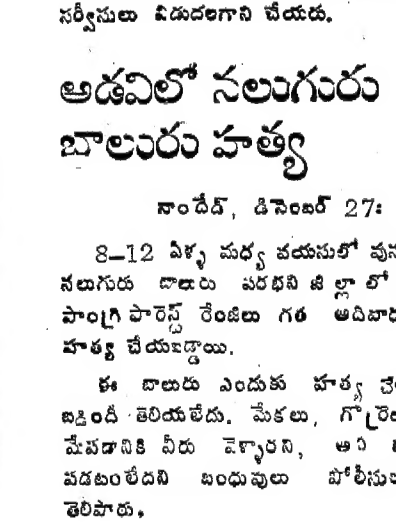 సర్వీసులు విడుదలగాని చేయరు.
అడవిలో నలుగురు
బాలురు హత్య
నాందేడ్, డిసెంబర్ 27:
8-12 ఏళ్ళ మధ్య వయసులో
నలుగురు బాలురు పరభని జిల్లా లో
పాంగ్రి ఫారెస్ట్ రేంజిలు గత
హత్య చేయబడ్డాయి.
ఈ బాలురు ఎందుకు హత్య
బడిందీ తెలియలేదు. మేకలు,
మేపడానికి వీరు వెళ్ళారని,
పడటంలేదని బంధువులు
తెలిపారు.